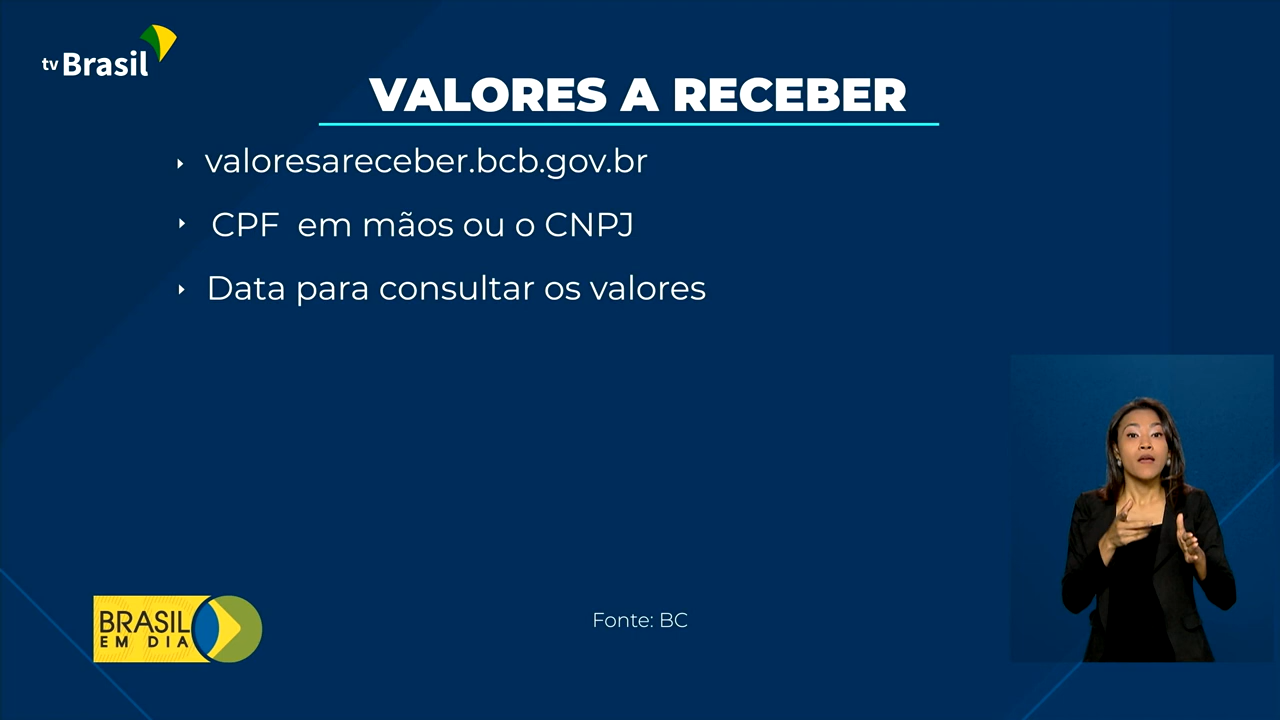 tv Brasil
VALORES A RECEBER
valoresareceber.bcb.gov.br
CPF em mãos ou o CNPJ
Data para consultar os valores
BRASIL
EM DIA
Fonte: BC